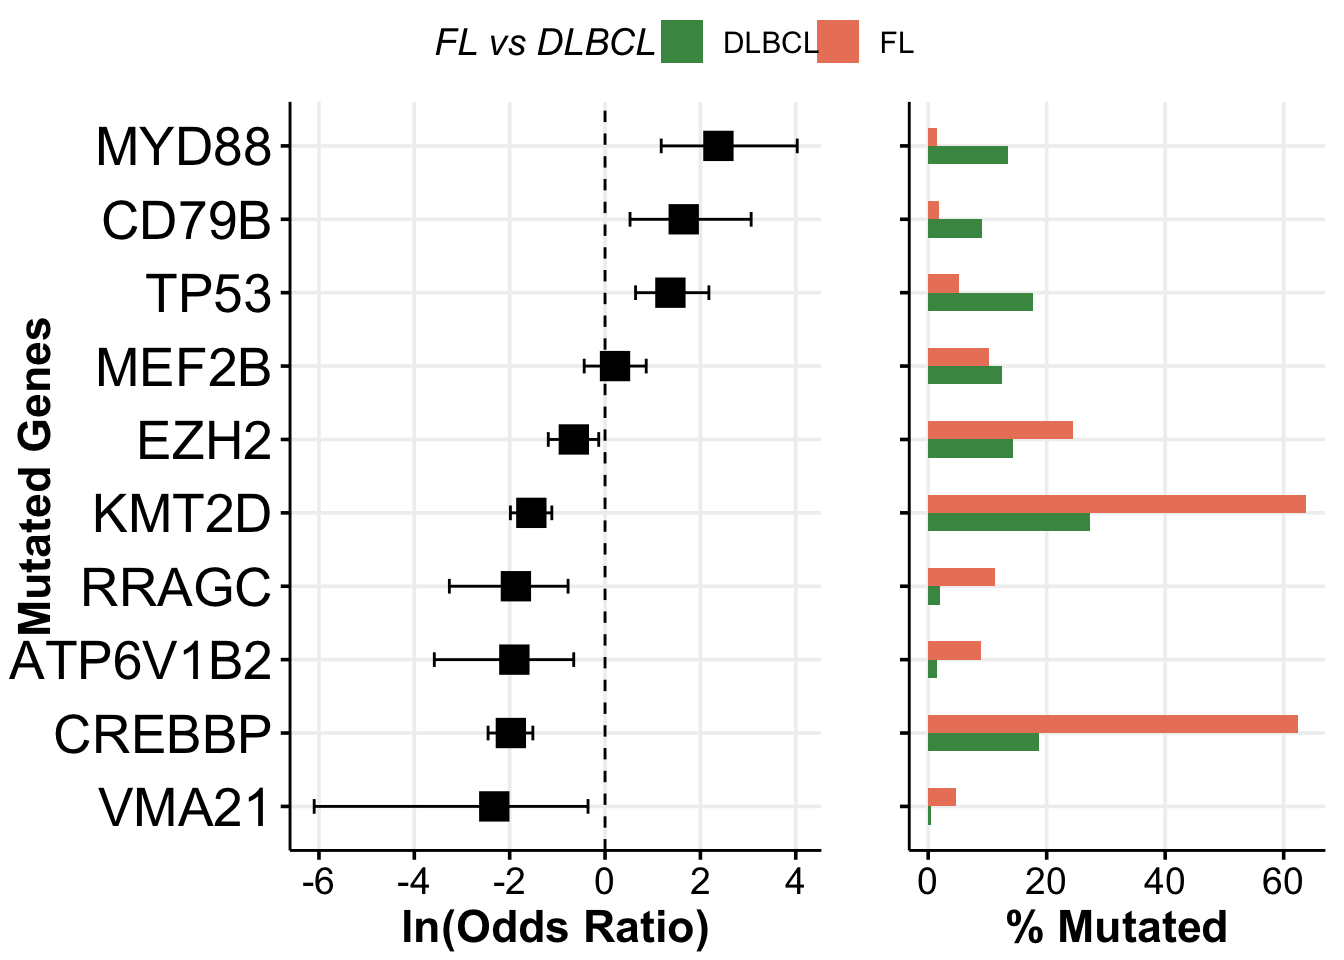 FL vs DLBCL DLBCL FL
Mutated Genes
MYD88
CD79B
TP53
MEF2B
EZH2
KMT2D
RRAGC
ATP6V1B2
CREBBP
VMA21
-6 -4 -2 0 2 4
ln(Odds Ratio)
0 20 40 60
% Mutated